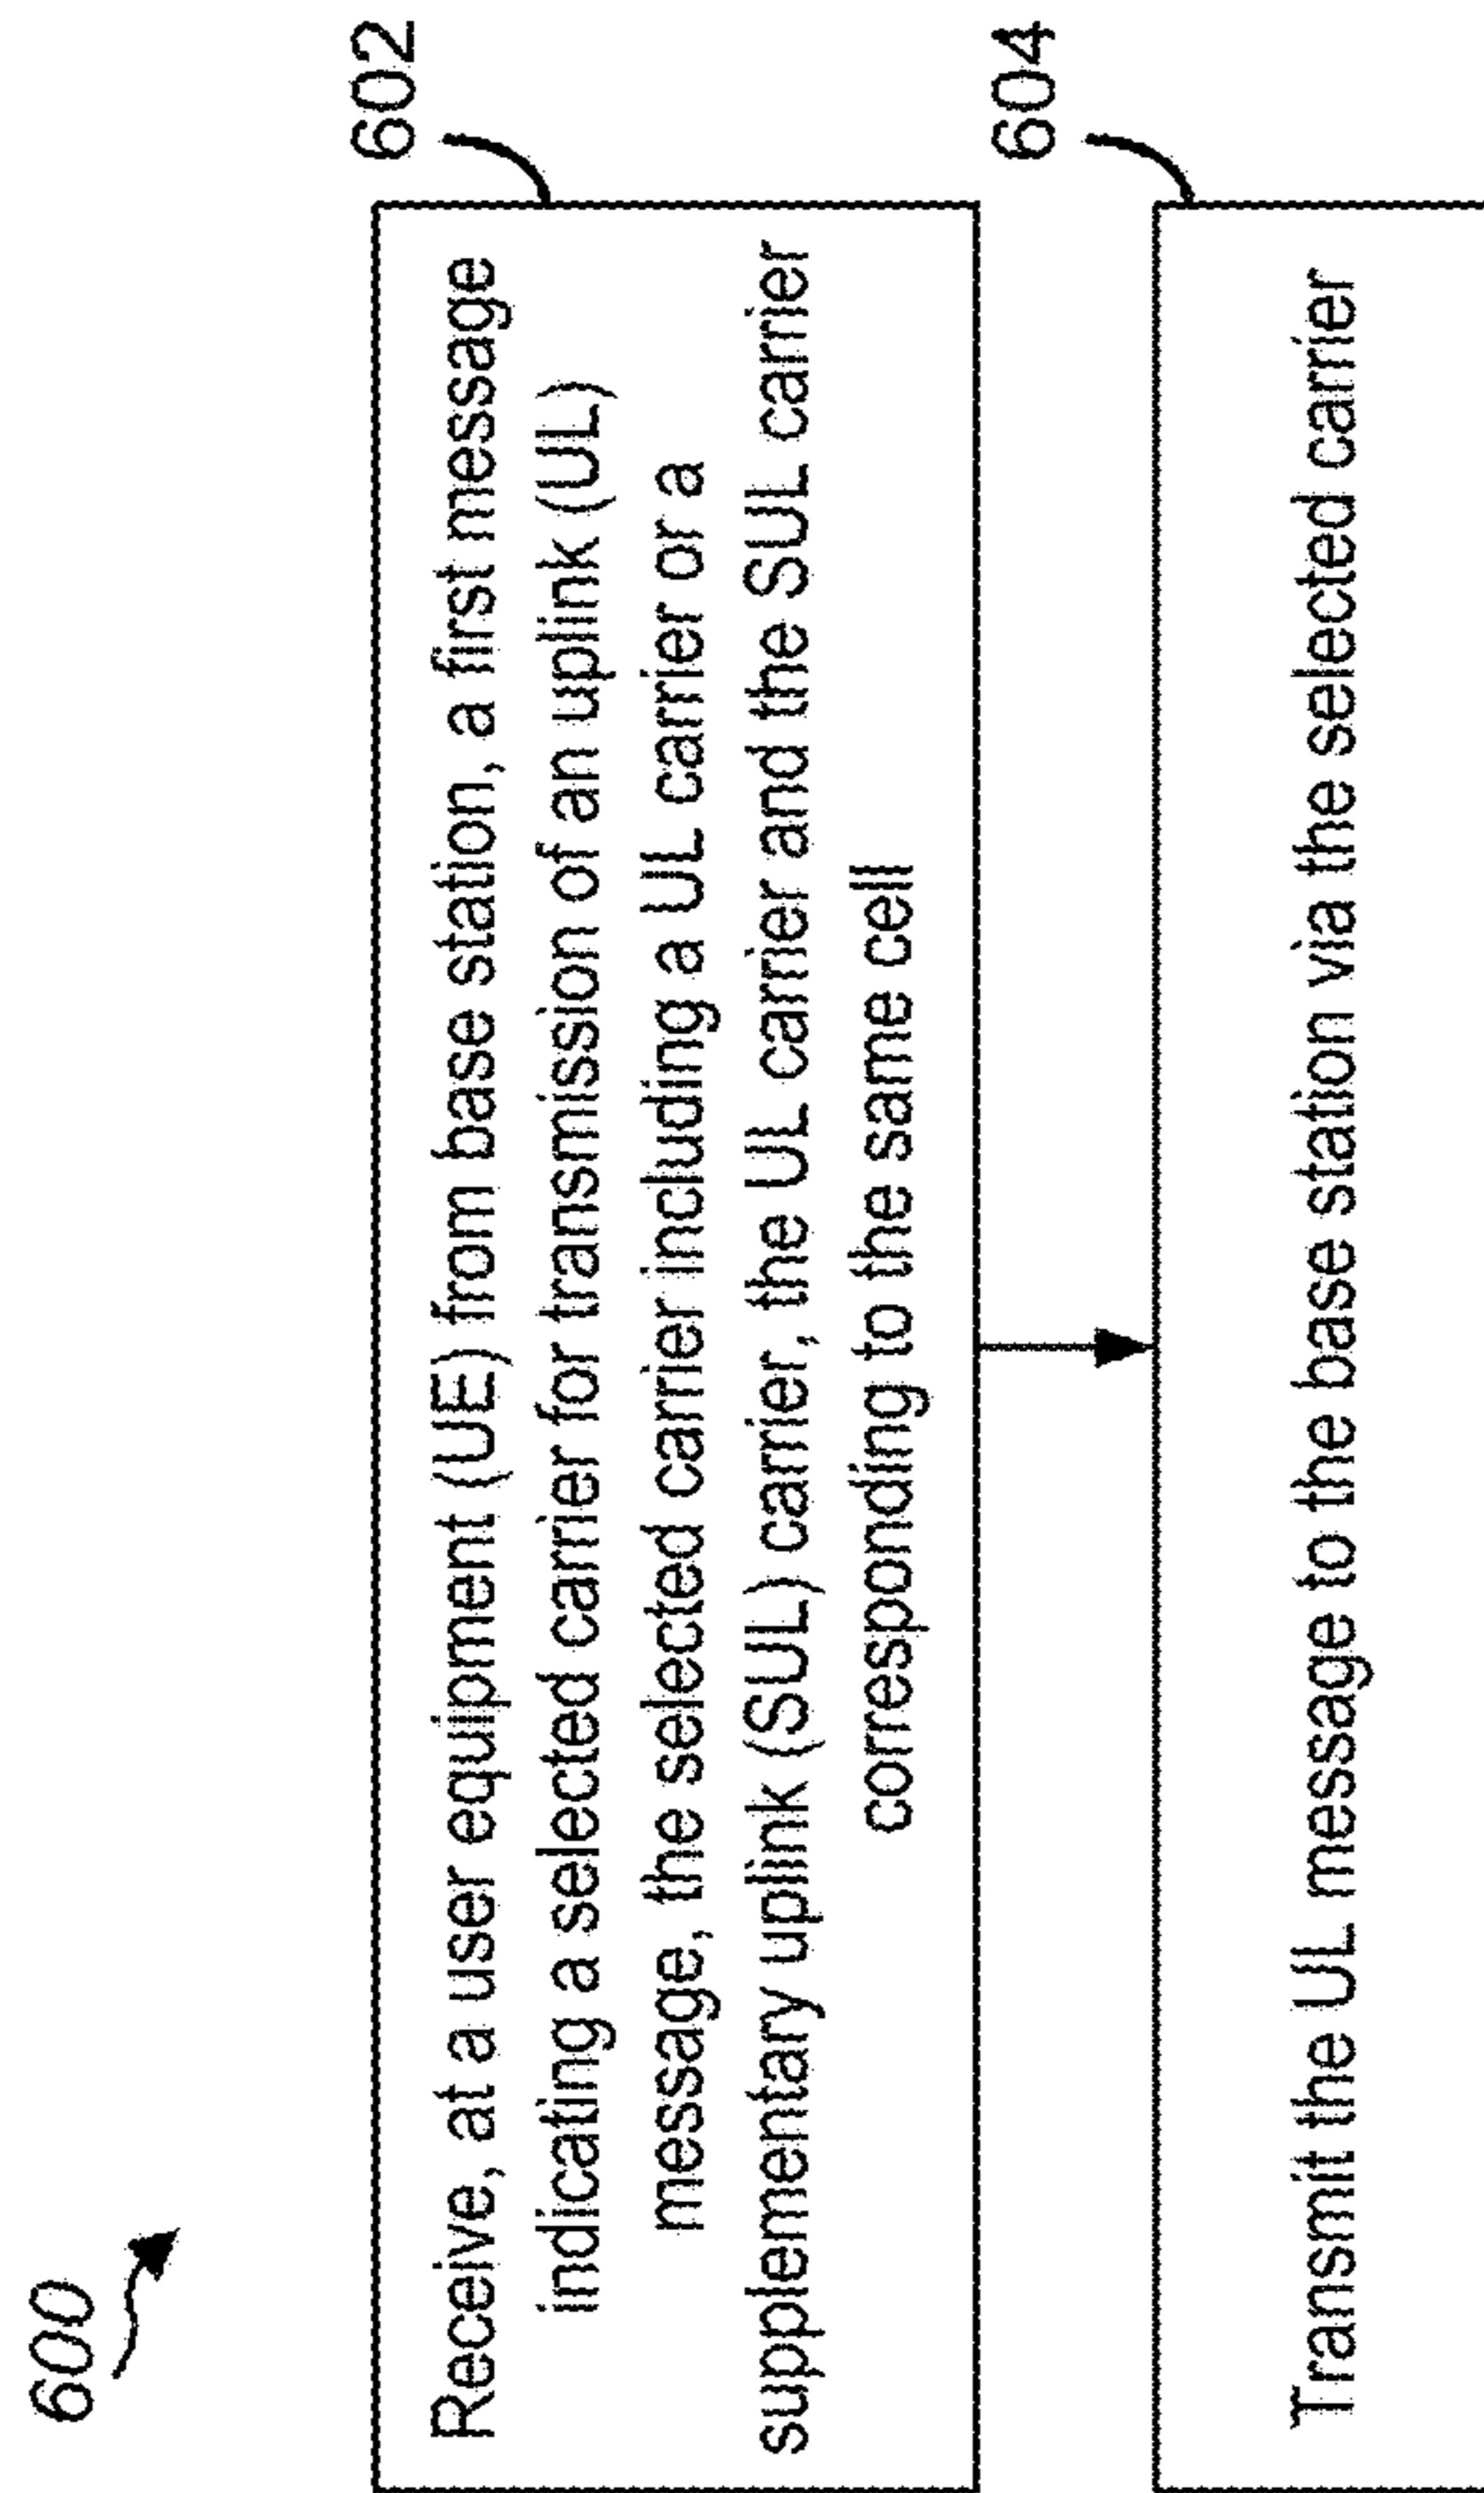 600
602
Receive, at a user equipment (UE) from base station, a first message
indicating a selected carrier for transmission of an uplink (UL)
message, the selected carrier including a UL carrier or a
supplementary uplink (SUL) carrier, the UL carrier and the SUL carrier
corresponding to the same cell
604
Transmit the UL message to the base station via the selected carrier